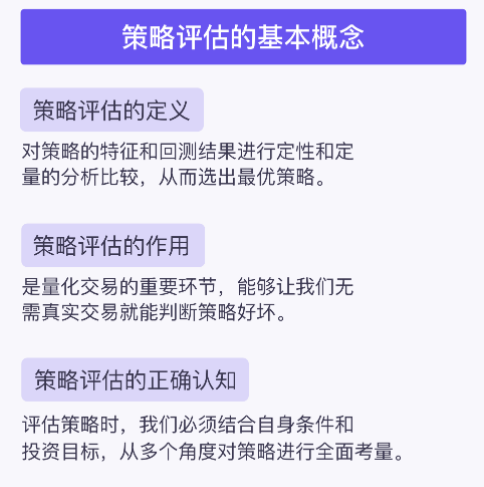 策略评估的基本概念
策略评估的定义
对策略的特征和回测结果进行定性和定
量的分析比较，从而选出最优策略。
策略评估的作用
是量化交易的重要环节，能够让我们无
需真实交易就能判断策略好坏。
策略评估的正确认知
评估策略时，我们必须结合自身条件和
投资目标，从多个角度对策略进行全面考量。